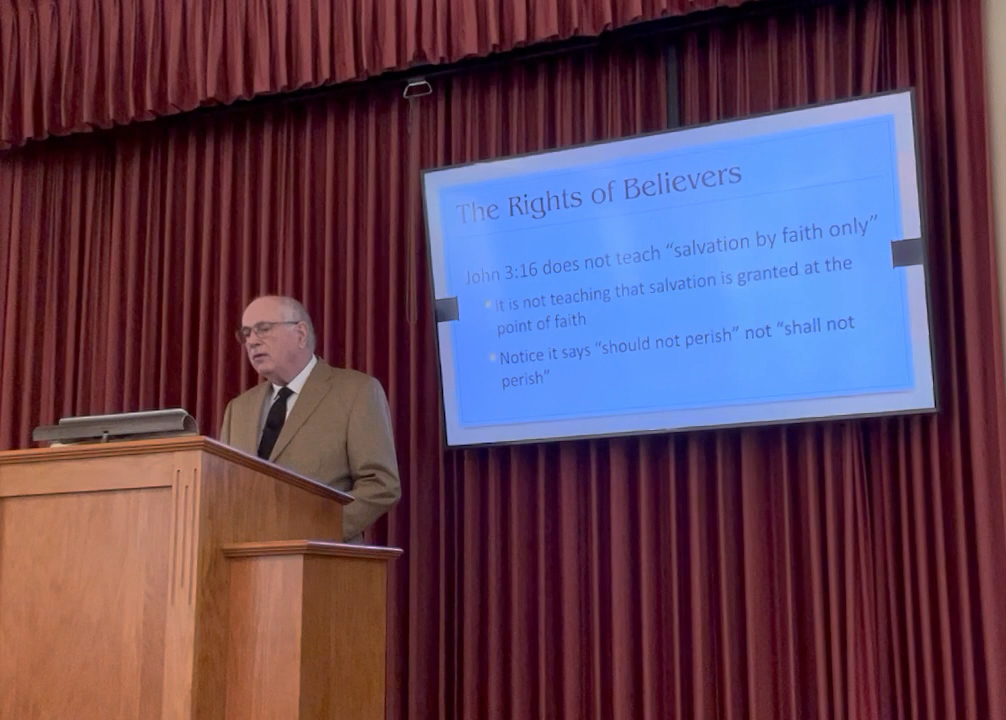 The Rights of Believers
John 3:16 does not teach “salvation by faith only”
It is not teaching that salvation is granted at the
point of faith
Notice it says “should not perish” not “shall not
perish”